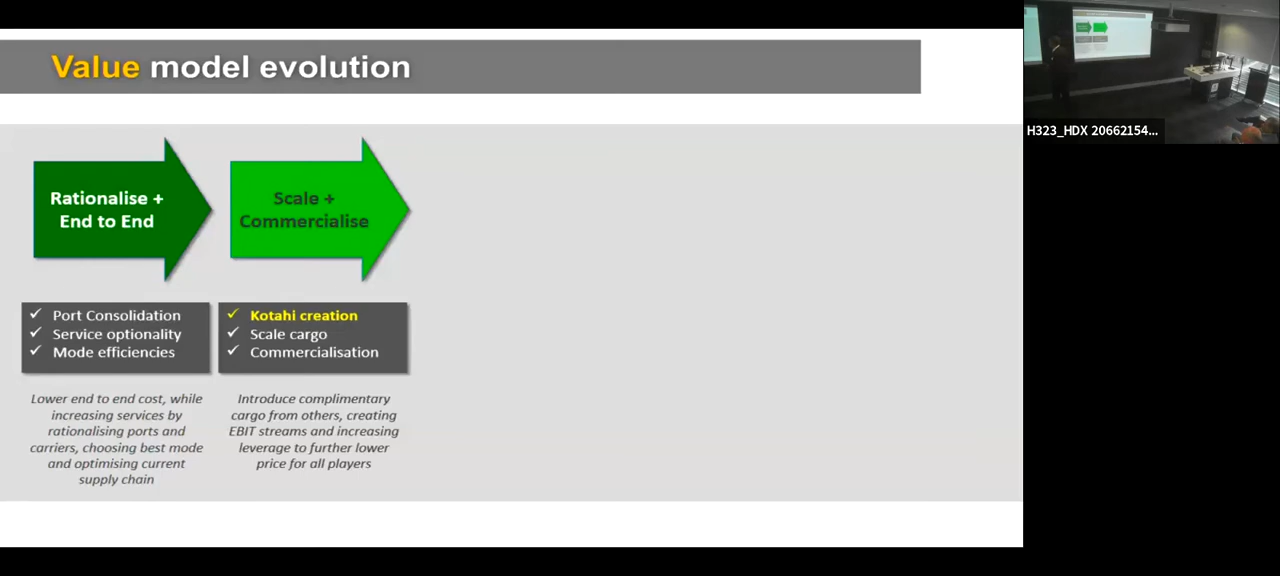 Value model evolution
Rationalise +
End to End
Scale +
Commercialise
✓ Port Consolidation
✓ Service optionality
✓ Mode efficiencies
✓ Kotahi creation
✓ Scale cargo
✓ Commercialisation
Lower end to end cost, while
increasing services by
rationalising ports and
carriers, choosing best mode
and optimising current
supply chain
Introduce complimentary
cargo from others, creating
EBIT streams and increasing
leverage to further lower
price for all players
H323_HDX 20662154...